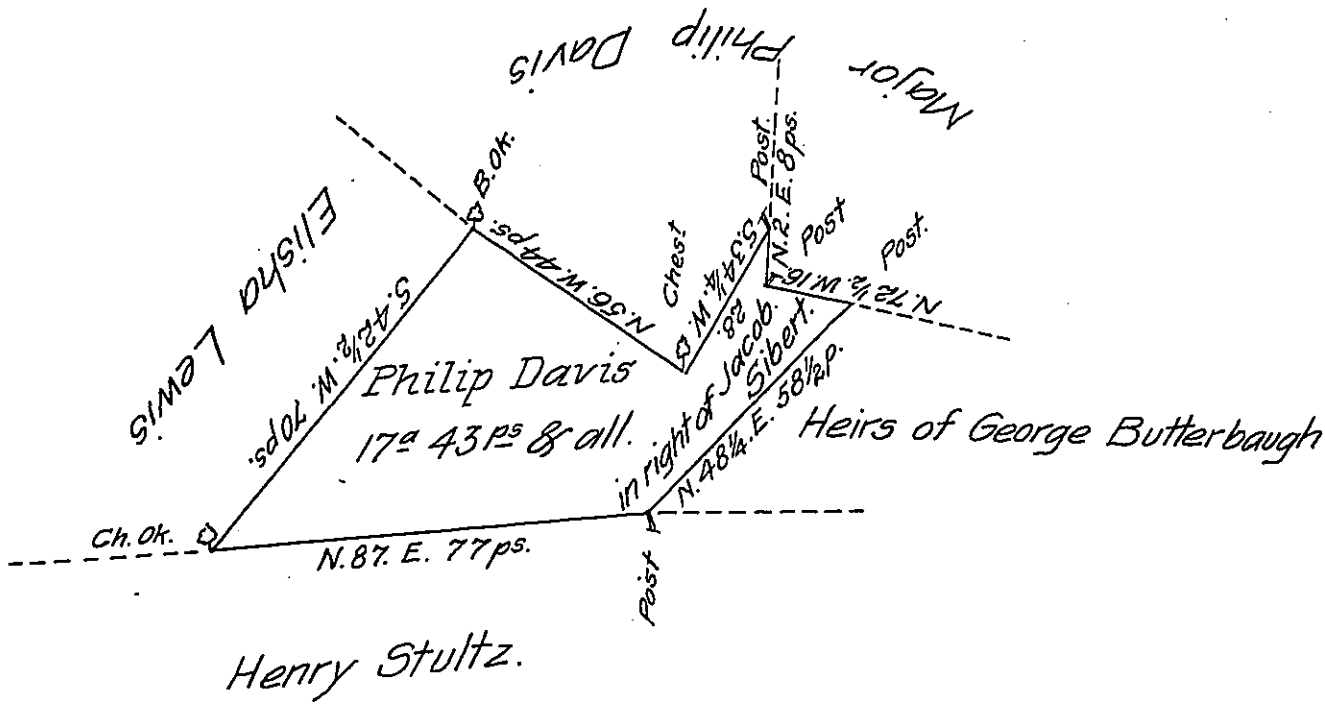 Major Philip Davis
Elisha Lewis
B.Ok.
N.56.W.44ps.
Chest
S.34¼.W.
28.
Post.
N.2.E.8ps.
Post
N.72½.W.16
Post.
S.42½.W. 70ps.
Philip Davis
17a 43Ps & all.
in right of Jacob.
Sibert.
N.48¼.E. 58½p.
Heirs of George Butterbaugh
Ch.Ok.
N.87. E. 77ps.
Post
Henry Stultz.